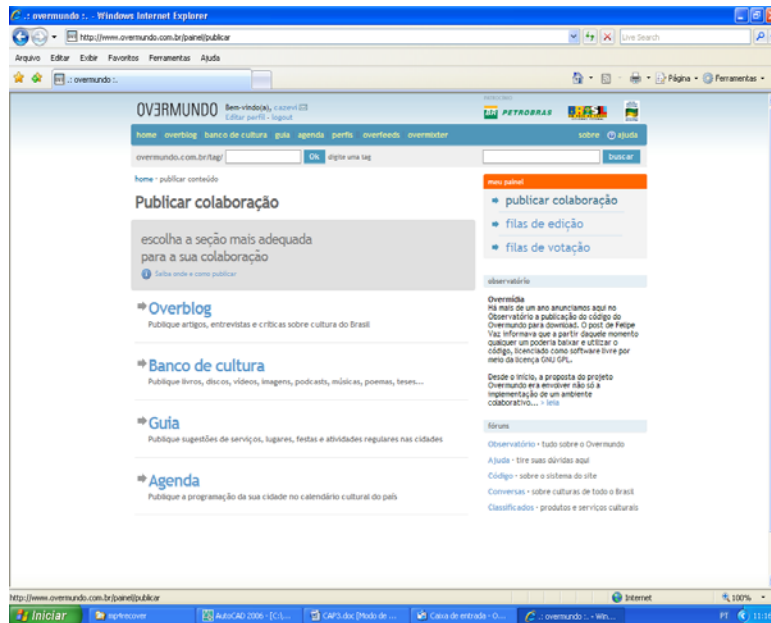 .: overmundo :. - Windows Internet Explorer
http://www.overmundo.com.br/painel/publicar
Live Search
Arquivo Editar Exibir Favoritos Ferramentas Ajuda
.: overmundo :.
Página Ferramentas
OV3RMUNDO
Bem-vindo(a), cazevi
Editar perfil - logout
PATROCÍNIO
BR PETROBRAS
home overblog banco de cultura guia agenda perfis overfeeds overmixter
sobre ajuda
overmundo.com.br/tag/ Ok digite uma tag
buscar
home · publicar conteúdo
Publicar colaboração
escolha a seção mais adequada
para a sua colaboração
Saiba onde e como publicar
Overblog
Publique artigos, entrevistas e críticas sobre cultura do Brasil
Banco de cultura
Publique livros, discos, vídeos, imagens, podcasts, músicas, poemas, teses...
Guia
Publique sugestões de serviços, lugares, festas e atividades regulares nas cidades
Agenda
Publique a programação da sua cidade no calendário cultural do país
meu painel
publicar colaboração
filas de edição
filas de votação
observatório
Overmídia
Há mais de um ano anunciamos aqui no
Observatório a publicação do código do
Overmundo para download. O post de Felipe
Vaz informava que a partir daquele momento
qualquer um poderia baixar e utilizar o
código, licenciado como software livre por
meio da licença GNU GPL.
Desde o início, a proposta do projeto
Overmundo era envolver não só a
implementação de um ambiente
colaborativo... > leia
fóruns
Observatório · tudo sobre o Overmundo
Ajuda · tire suas dúvidas aqui
Código · sobre o sistema do site
Conversas · sobre culturas de todo o Brasil
Classificados · produtos e serviços culturais
http://www.overmundo.com.br/painel/publicar
Internet
100%
Iniciar
mp4recover
AutoCAD 2006 - [C:\...
CAP3.doc [Modo de ...
Caixa de entrada - O...
.: overmundo :. - Win...
PT